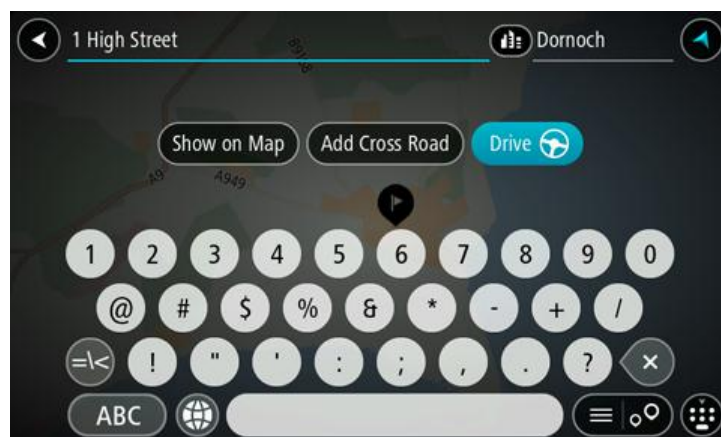 1 High Street Dornoch
B9168
Show on Map Add Cross Road Drive
A9 A949
1 2 3 4 5 6 7 8 9 0
@ # $ % & * - + /
=\< ! " ' : ; , . ? ×
ABC